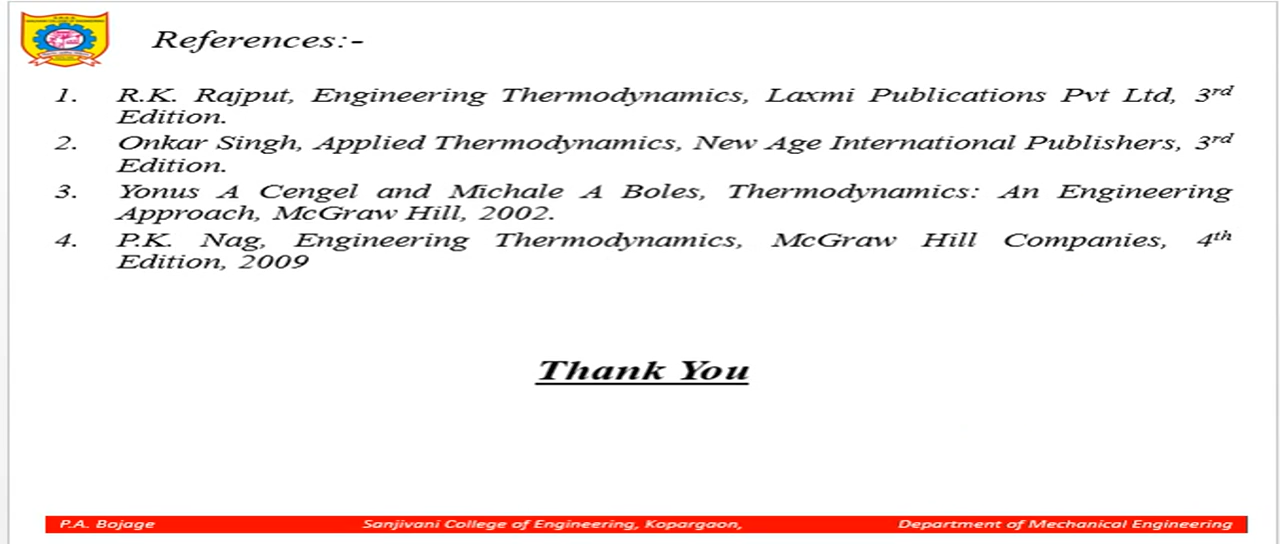 References:-
1. R.K. Rajput, Engineering Thermodynamics, Laxmi Publications Pvt Ltd, 3rd
Edition.
2. Onkar Singh, Applied Thermodynamics, New Age International Publishers, 3rd
Edition.
3. Yonus A Cengel and Michale A Boles, Thermodynamics: An Engineering
Approach, McGraw Hill, 2002.
4. P.K. Nag, Engineering Thermodynamics, McGraw Hill Companies, 4th
Edition, 2009
Thank You
P.A. Bojage Sanjivani College of Engineering, Kopargaon, Department of Mechanical Engineering